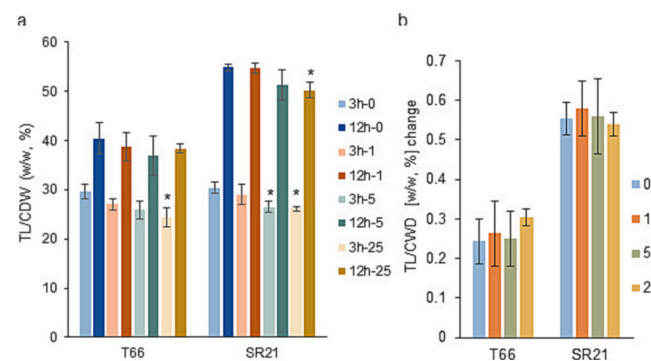 a
b
TL/CDW (w/w, %)
60
50
40
30
20
10
0
* * * *
*
T66
SR21
3h-0
12h-0
3h-1
12h-1
3h-5
12h-5
3h-25
12h-25
TL/CWD [w/w, %] change
0.7
0.6
0.5
0.4
0.3
0.2
0.1
0
T66
SR21
0
1
5
2